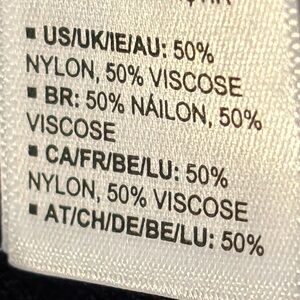 ■ US/UK/IE/AU: 50%
NYLON, 50% VISCOSE
■ BR: 50% NÁILON, 50%
VISCOSE
■ CA/FR/BE/LU: 50%
NYLON, 50% VISCOSE
■ AT/CH/DE/BE/LU: 50%